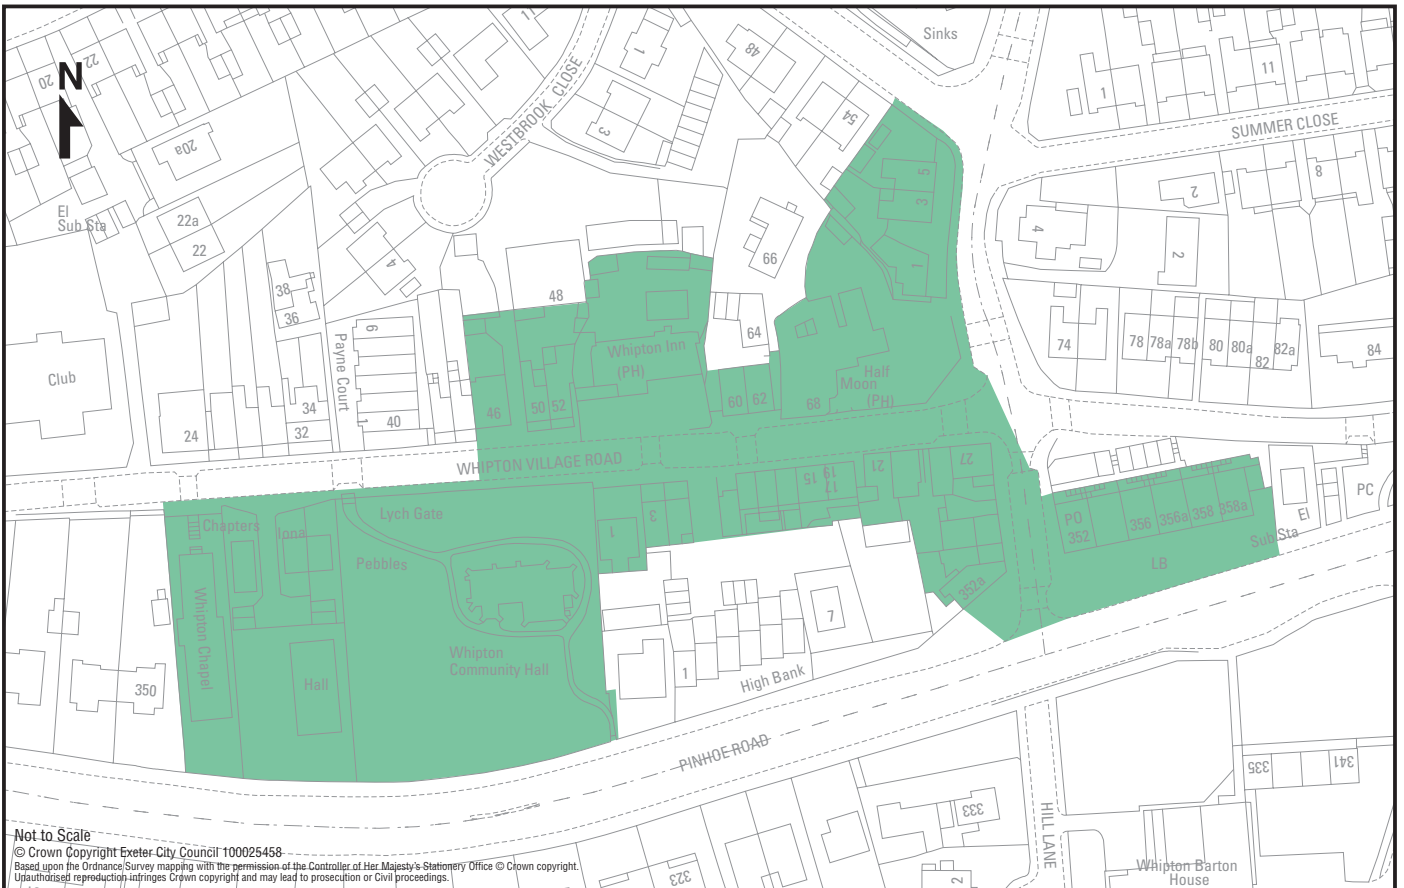 N
20
22
20a
El
Sub Sta
22a
22
11
WESTBROOK CLOSE
1
3
48
54
Sinks
1
11
SUMMER CLOSE
2
8
4
2
5
3
1
66
64
38
36
4
48
Payne Court
6
1
Club
24
34
32
40
46
50
52
Whipton Inn
(PH)
60
62
68
Half
Moon
(PH)
74
78
78a
78b
80
80a
82
82a
84
WHIPTON VILLAGE ROAD
Chapters
Iona
Lych Gate
Pebbles
Whipton Chapel
Hall
Whipton
Community Hall
350
1
3
15
17
19
21
27
352a
PO
352
356
356a
358
358a
LB
El
Sub Sta
PC
7
1
High Bank
PINHOE ROAD
HILL LANE
335
341
333
323
2
Whipton Barton
House
Not to Scale
© Crown Copyright Exeter City Council 100025458
Based upon the Ordnance Survey mapping with the permission of the Controller of Her Majesty's Stationery Office © Crown copyright.
Unauthorised reproduction infringes Crown copyright and may lead to prosecution or Civil proceedings.